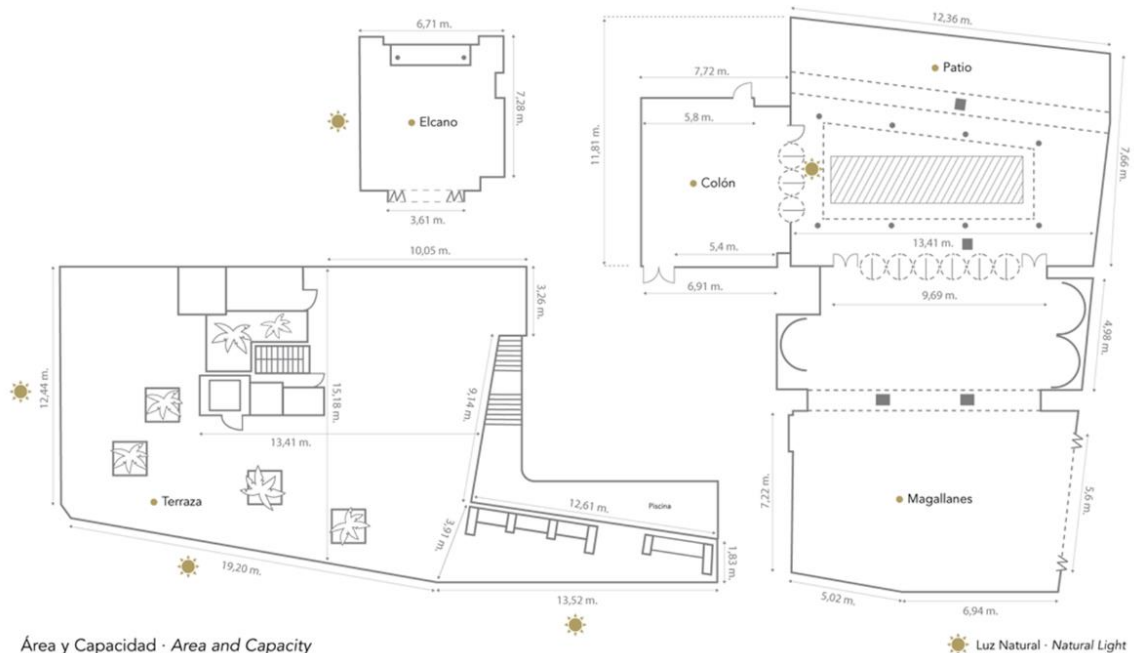 6,71 m.
7,28 m.
Elcano
3,61 m.
12,36 m.
Patio
7,66 m.
11,81 m.
7,72 m.
5,8 m.
Colón
5,4 m.
6,91 m.
13,41 m.
9,69 m.
4,98 m.
10,05 m.
3,26 m.
12,44 m.
15,18 m.
9,14 m.
13,41 m.
Terraza
12,61 m.
Piscina
3,91 m.
1,83 m.
19,20 m.
13,52 m.
7,22 m.
Magallanes
5,6 m.
5,02 m.
6,94 m.
Área y Capacidad · Area and Capacity
Luz Natural · Natural Light